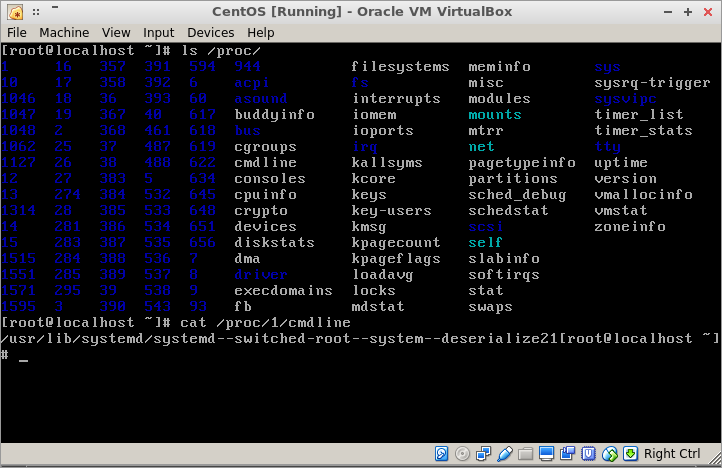 CentOS [Running] - Oracle VM VirtualBox
File Machine View Input Devices Help
[root@localhost ~]# ls /proc/
1 16 357 391 594 944 filesystems meminfo sys
10 17 358 392 6 acpi fs misc sysrq-trigger
1046 18 36 393 60 asound interrupts modules sysvipc
1047 19 367 40 617 buddyinfo iomem mounts timer_list
1048 2 368 461 618 bus ioports mtrr timer_stats
1062 25 37 487 619 cgroups irq net tty
1127 26 38 488 622 cmdline kallsyms pagetypeinfo uptime
12 27 383 5 634 consoles kcore partitions version
13 274 384 532 645 cpuinfo keys sched_debug vmallocinfo
1314 28 385 533 648 crypto key-users schedstat vmstat
14 281 386 534 651 devices kmsg scsi zoneinfo
15 283 387 535 656 diskstats kpagecount self
1515 284 388 536 7 dma kpageflags slabinfo
1551 285 389 537 8 driver loadavg softirqs
1571 295 39 538 9 execdomains locks stat
1595 3 390 543 93 fb mdstat swaps
[root@localhost ~]# cat /proc/1/cmdline
/usr/lib/systemd/systemd--switched-root--system--deserialize21[root@localhost ~]
# _
Right Ctrl